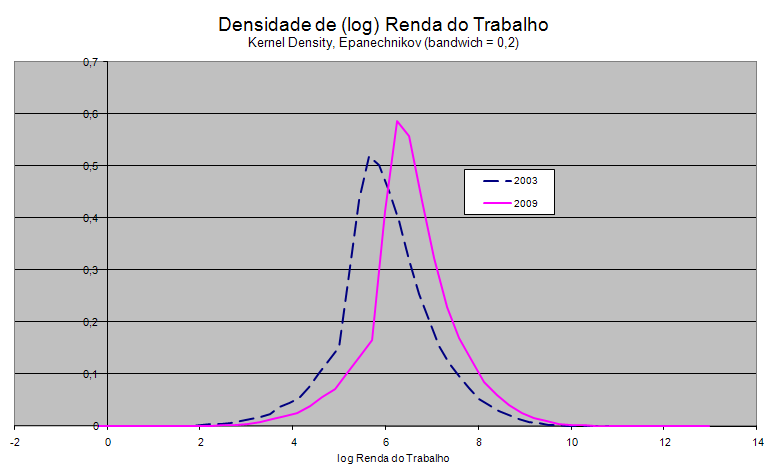 Densidade de (log) Renda do Trabalho
Kernel Density, Epanechnikov (bandwich = 0,2)
0,7
0,6
0,5
0,4
0,3
0,2
0,1
0
2003
2009
-2 0 2 4 6 8 10 12 14
log Renda do Trabalho